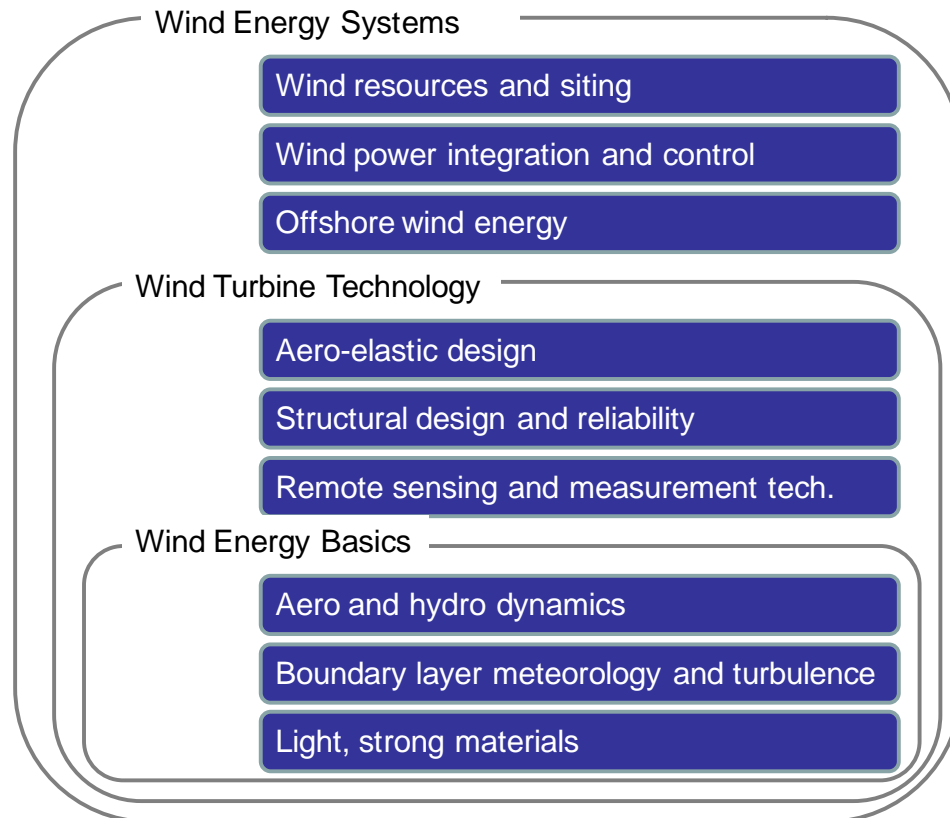 Wind Energy Systems
Wind resources and siting
Wind power integration and control
Offshore wind energy
Wind Turbine Technology
Aero-elastic design
Structural design and reliability
Remote sensing and measurement tech.
Wind Energy Basics
Aero and hydro dynamics
Boundary layer meteorology and turbulence
Light, strong materials